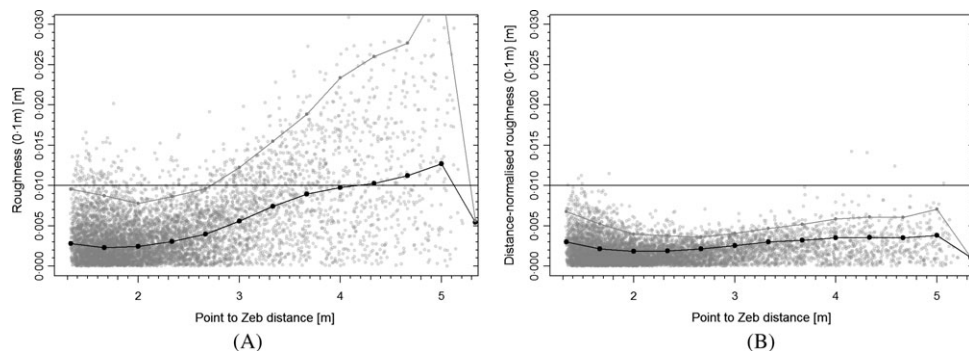 Roughness (0·1m) [m]
0·000 0·005 0·010 0·015 0·020 0·025 0·030
2 3 4 5
Point to Zeb distance [m]
(A)
Distance-normalised roughness (0·1m) [m]
0·000 0·005 0·010 0·015 0·020 0·025 0·030
2 3 4 5
Point to Zeb distance [m]
(B)